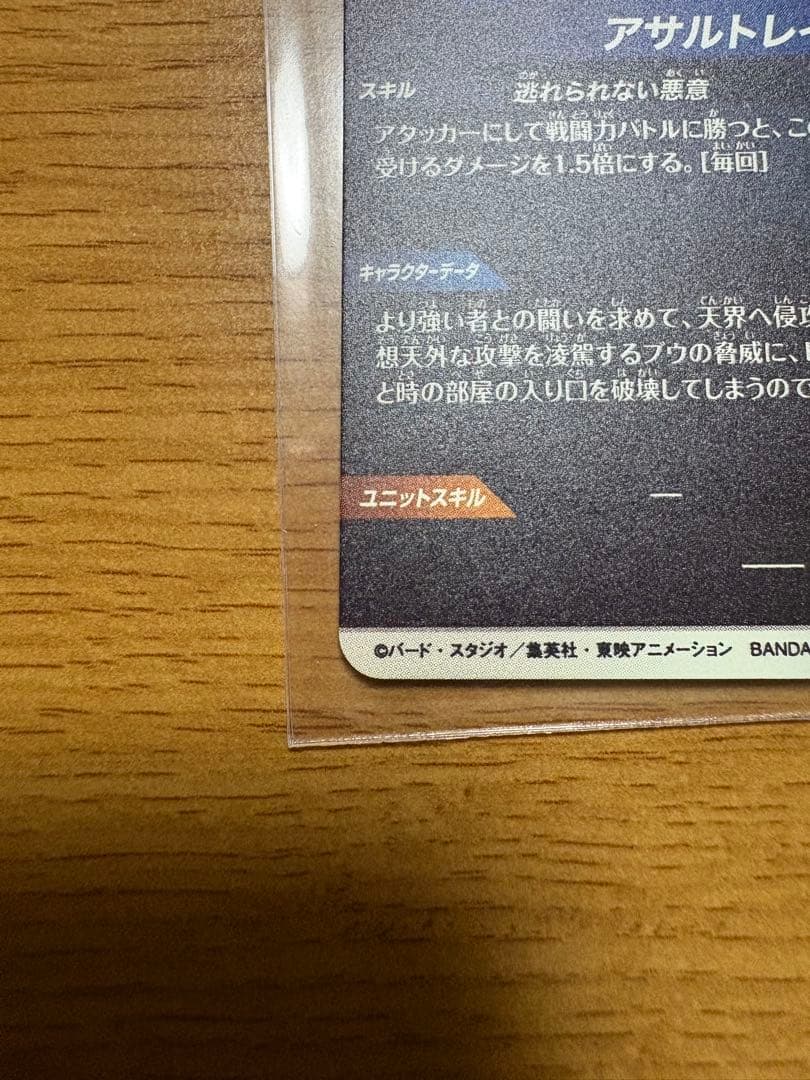 アサルトレイ
スキル 逃れられない悪意
アタッカーにして戦闘力バトルに勝つと、こ
受けるダメージを1.5倍にする。[毎回]
キャラクターデータ
より強い者との闘いを求めて、天界へ侵攻
想天外な攻撃を凌駕するブウの脅威に、
と時の部屋の入り口を破壊してしまうので
ユニットスキル —
—
©バード・スタジオ／集英社・東映アニメーション BANDA